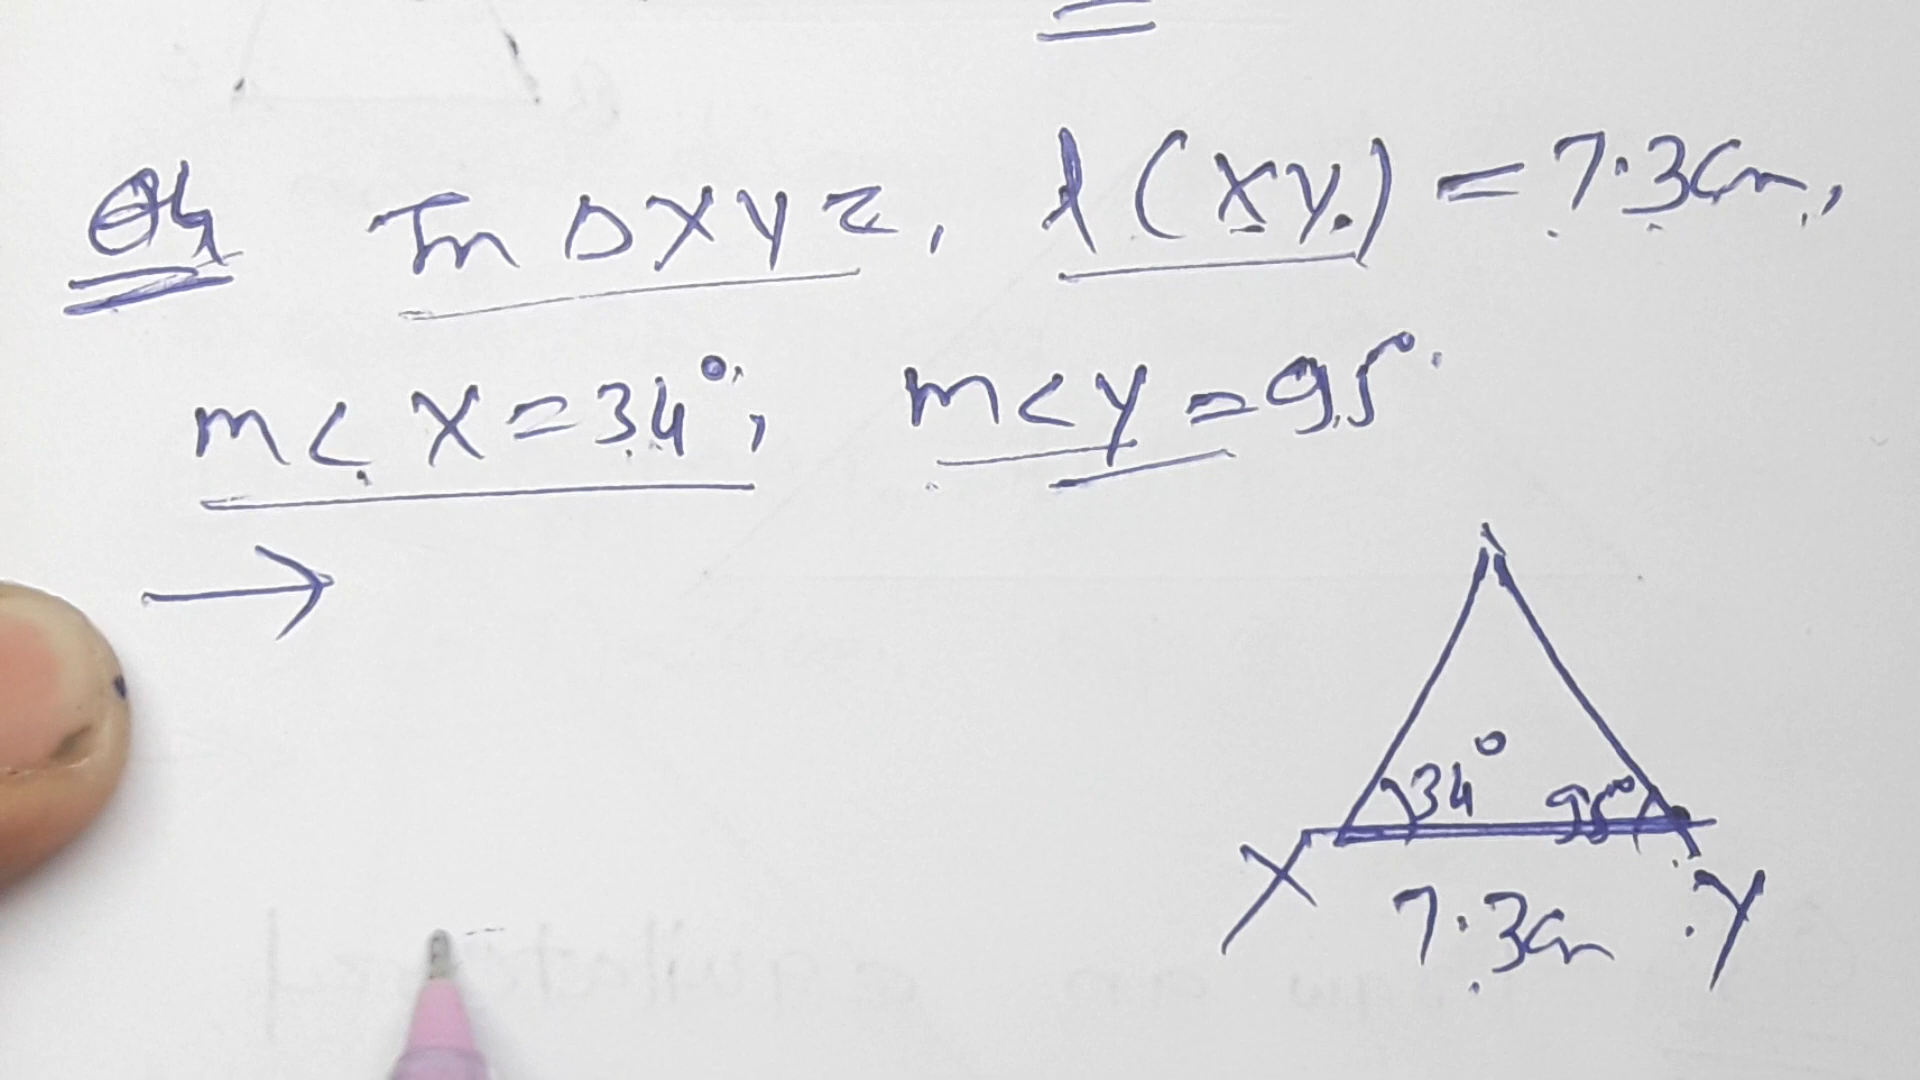 Q4 In △XYZ, l(XY) = 7.3cm,
m∠X = 34°, m∠Y = 95°.
→
34° 95°
X 7.3cm Y